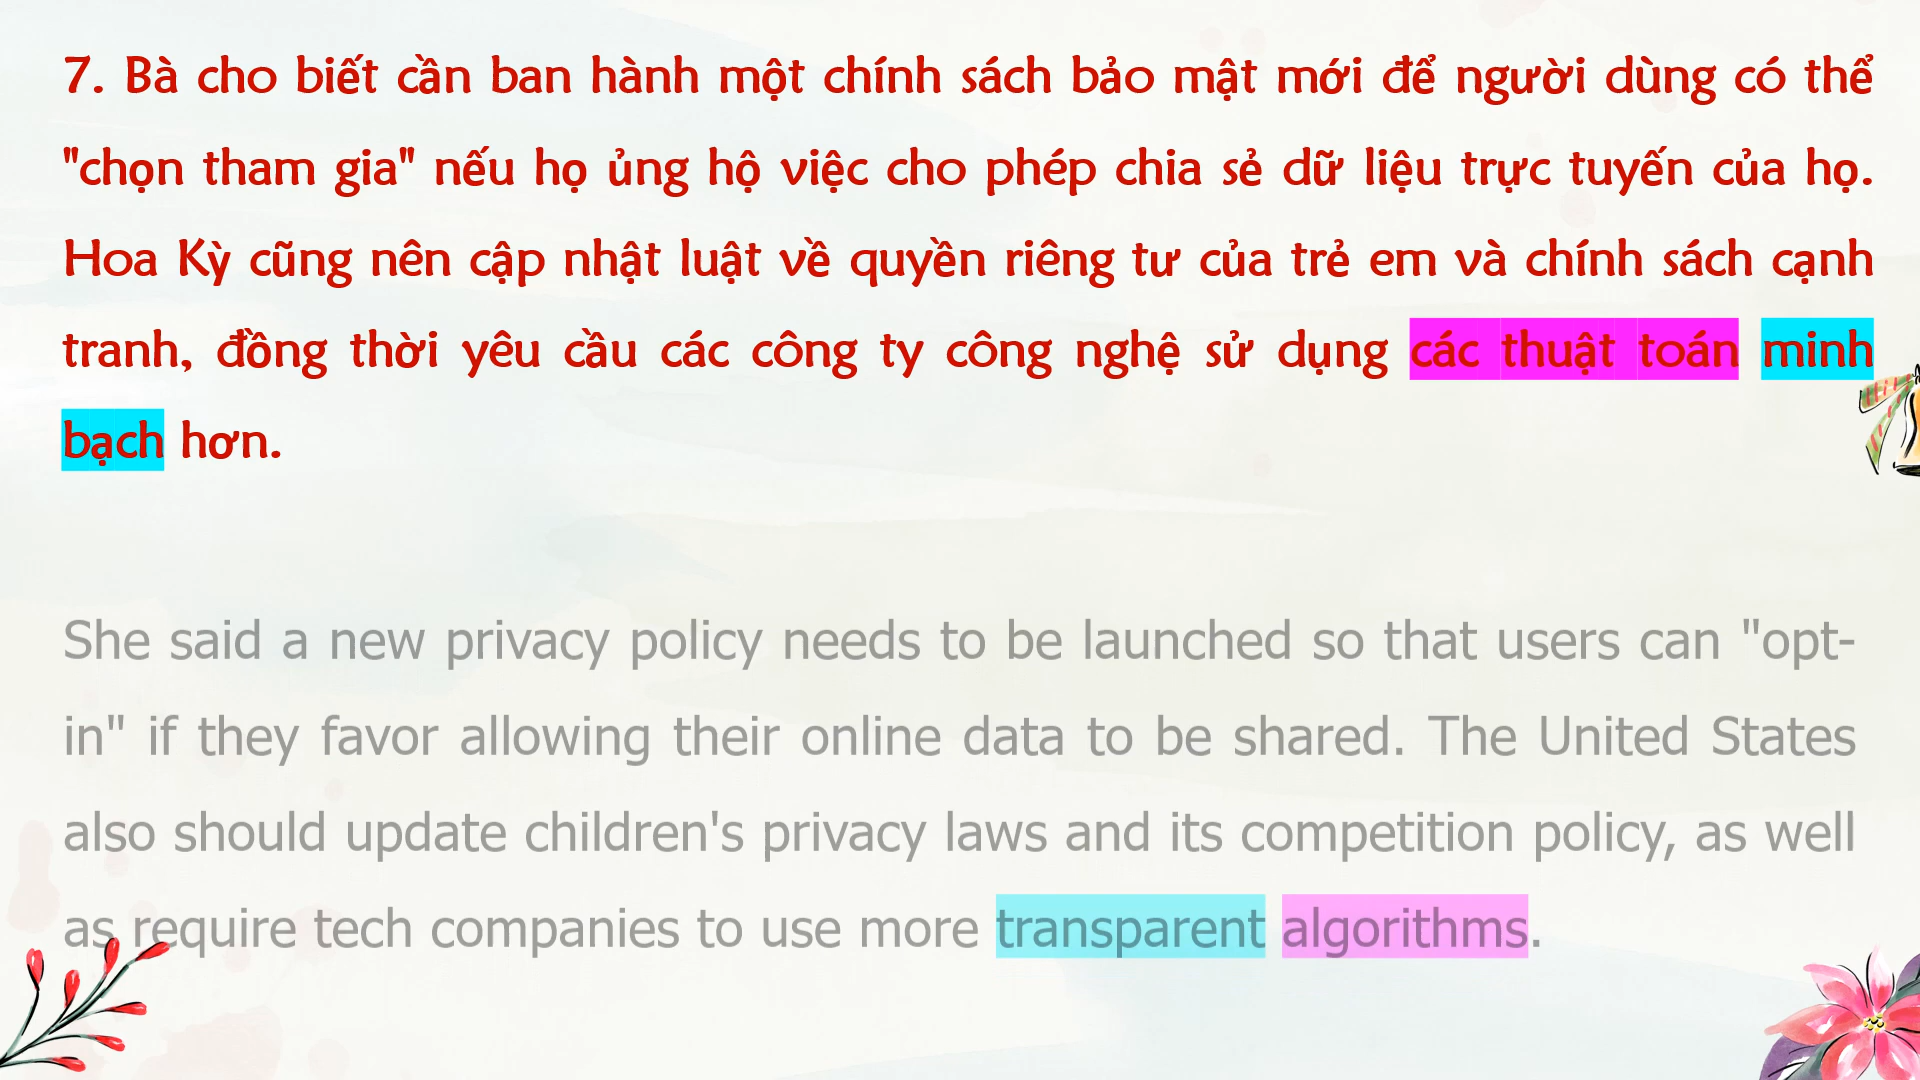 7. Bà cho biết cần ban hành một chính sách bảo mật mới để người dùng có thể
"chọn tham gia" nếu họ ủng hộ việc cho phép chia sẻ dữ liệu trực tuyến của họ.
Hoa Kỳ cũng nên cập nhật luật về quyền riêng tư của trẻ em và chính sách cạnh
tranh, đồng thời yêu cầu các công ty công nghệ sử dụng các thuật toán minh
bạch hơn.
She said a new privacy policy needs to be launched so that users can "opt-
in" if they favor allowing their online data to be shared. The United States
also should update children's privacy laws and its competition policy, as well
as require tech companies to use more transparent algorithms.